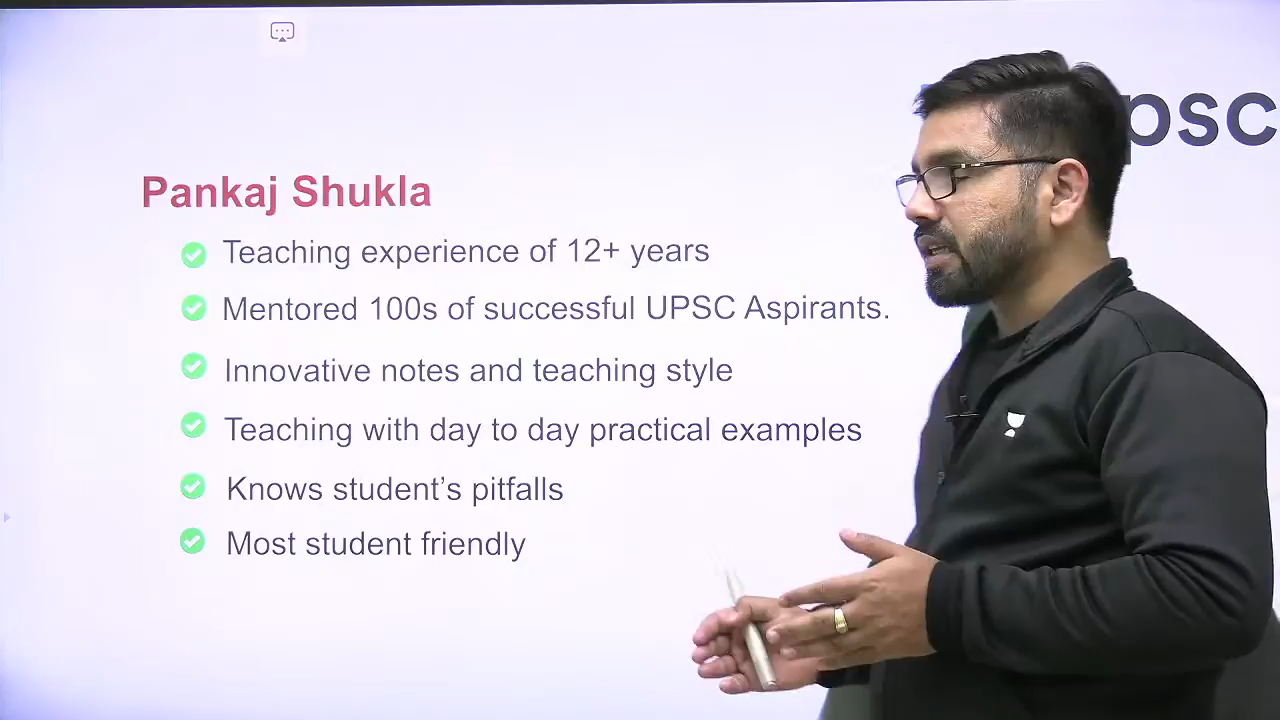 psc
Pankaj Shukla
Teaching experience of 12+ years
Mentored 100s of successful UPSC Aspirants.
Innovative notes and teaching style
Teaching with day to day practical examples
Knows student’s pitfalls
Most student friendly